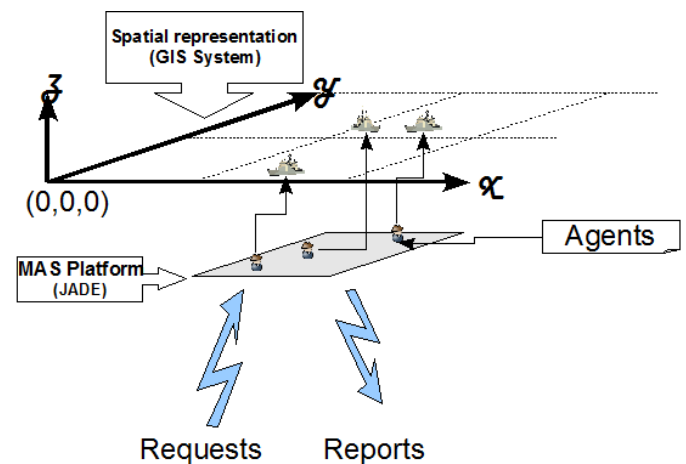 Spatial representation
(GIS System)
Z
Y
X
(0,0,0)
Agents
MAS Platform
(JADE)
Requests
Reports